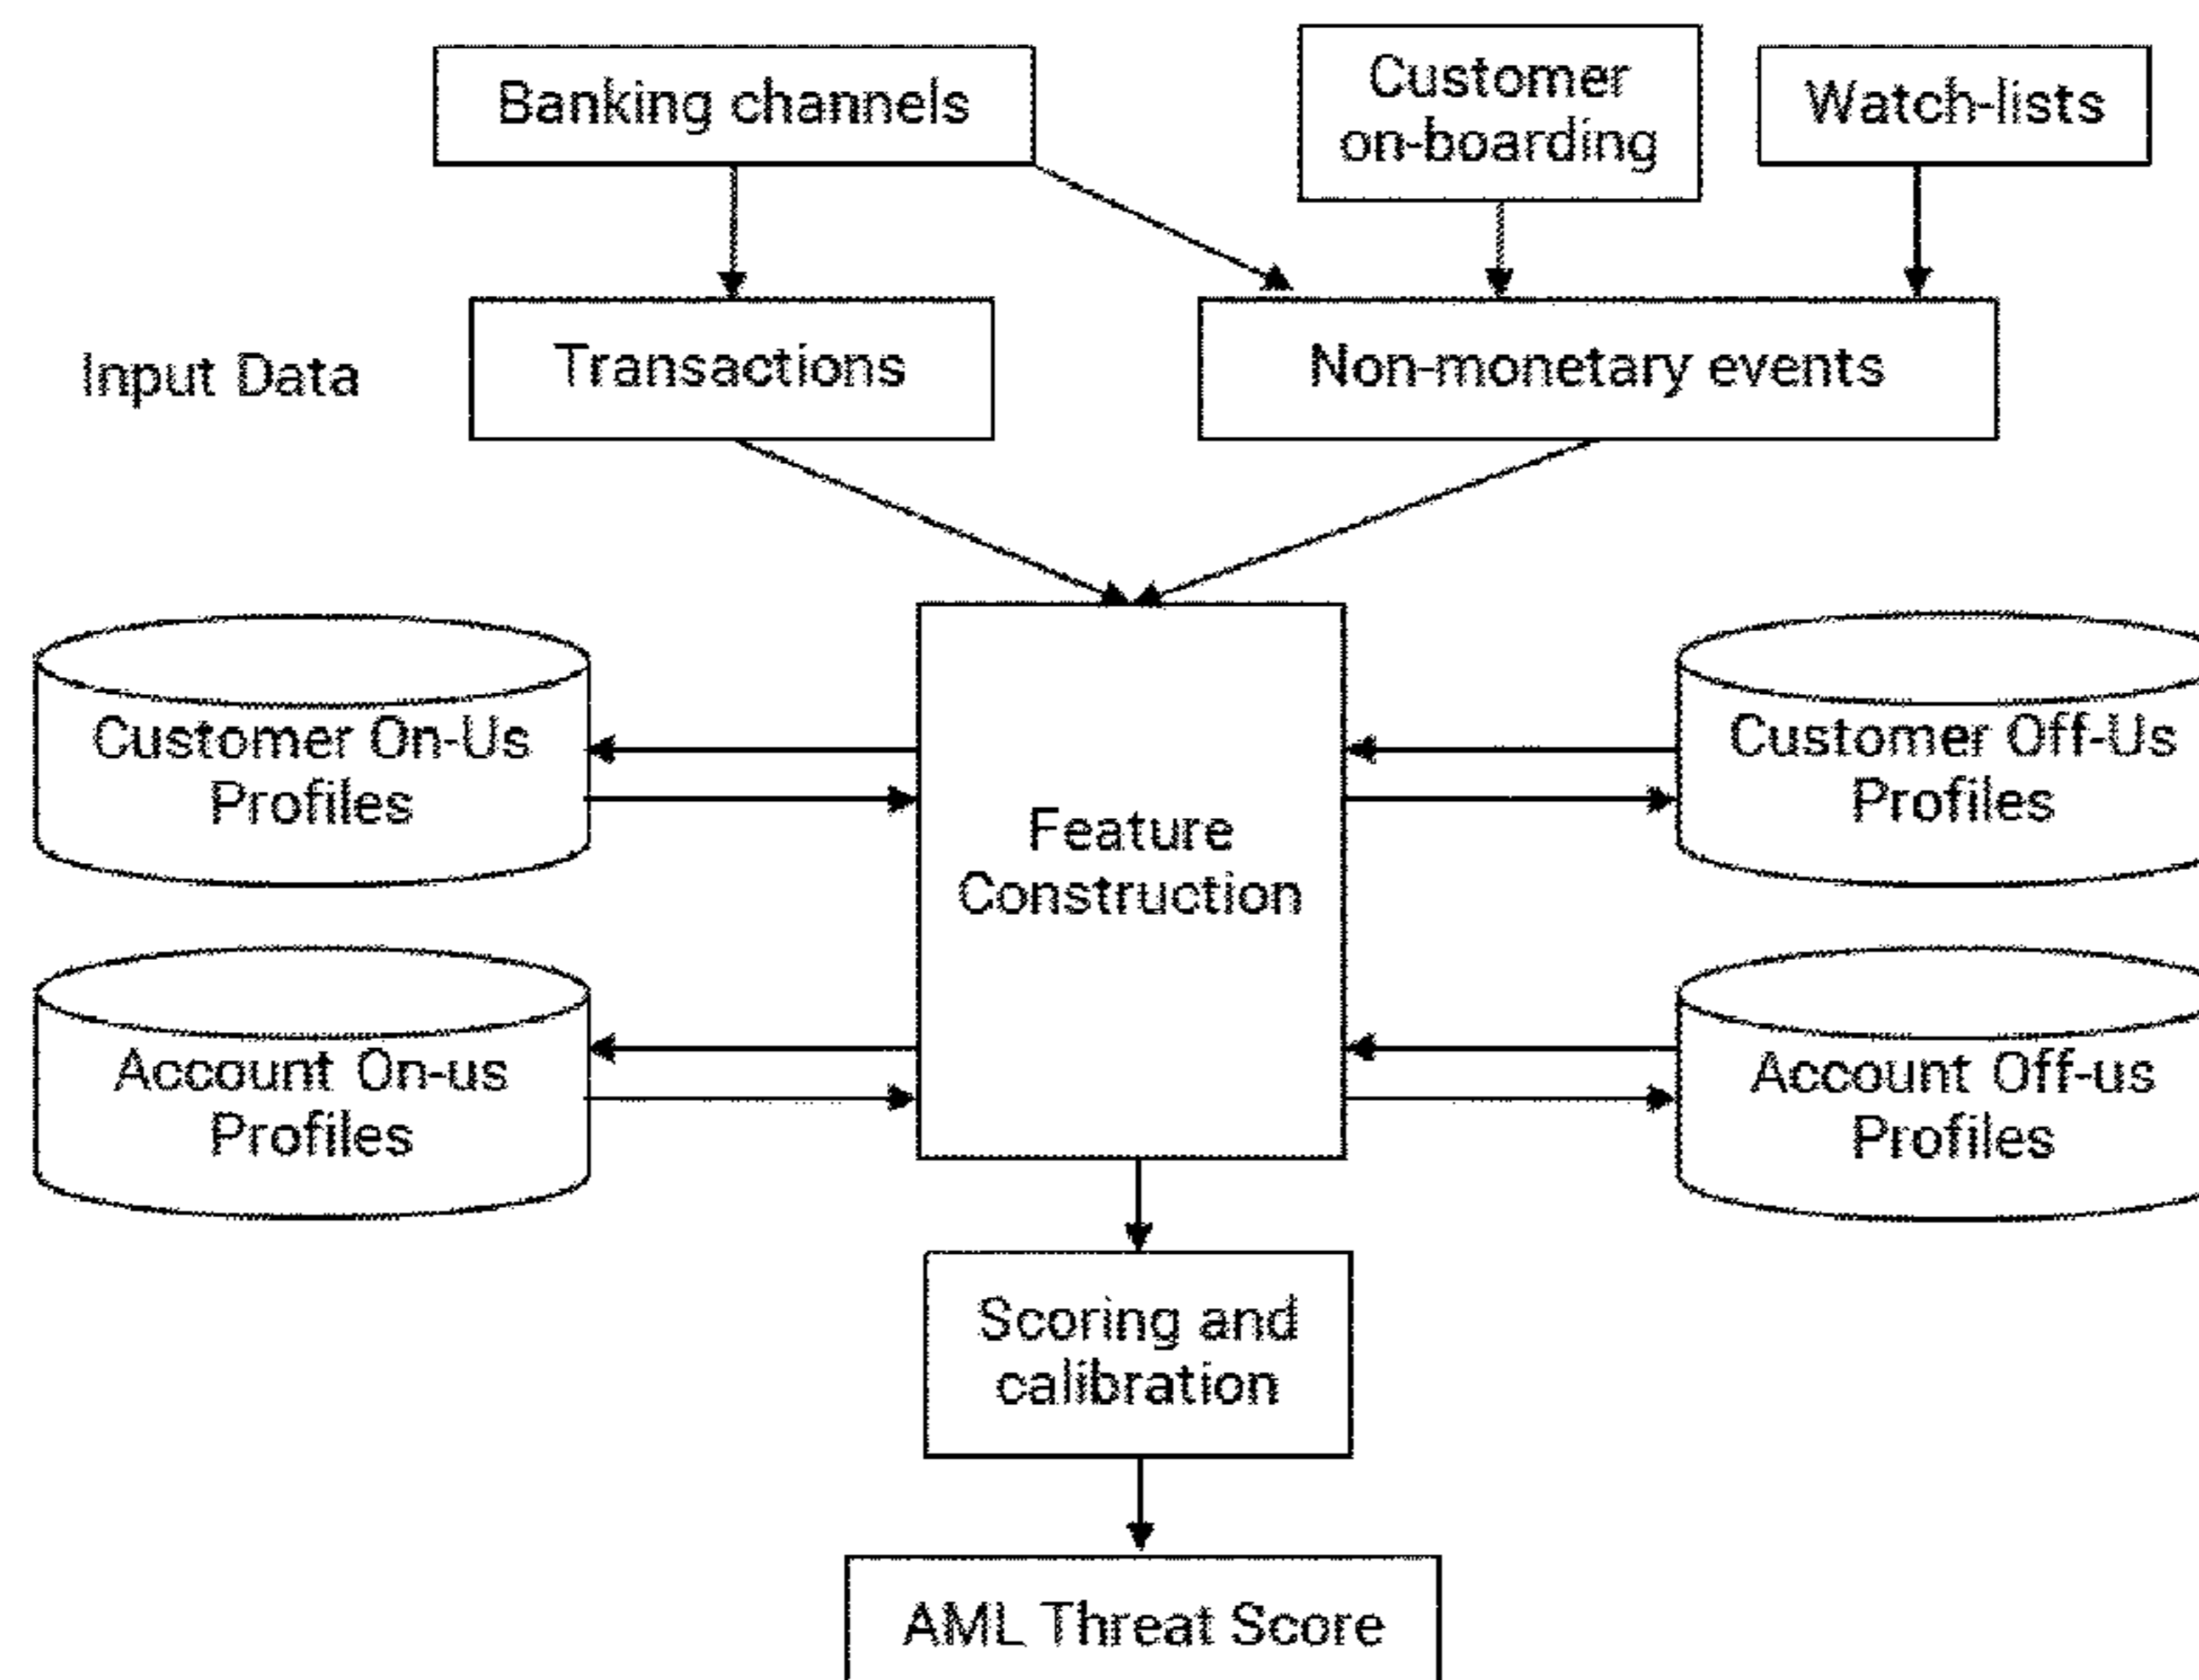 Banking channels
Customer
on-boarding
Watch-lists
Input Data
Transactions
Non-monetary events
Customer On-Us
Profiles
Feature
Construction
Customer Off-Us
Profiles
Account On-us
Profiles
Account Off-us
Profiles
Scoring and
calibration
AML Threat Score